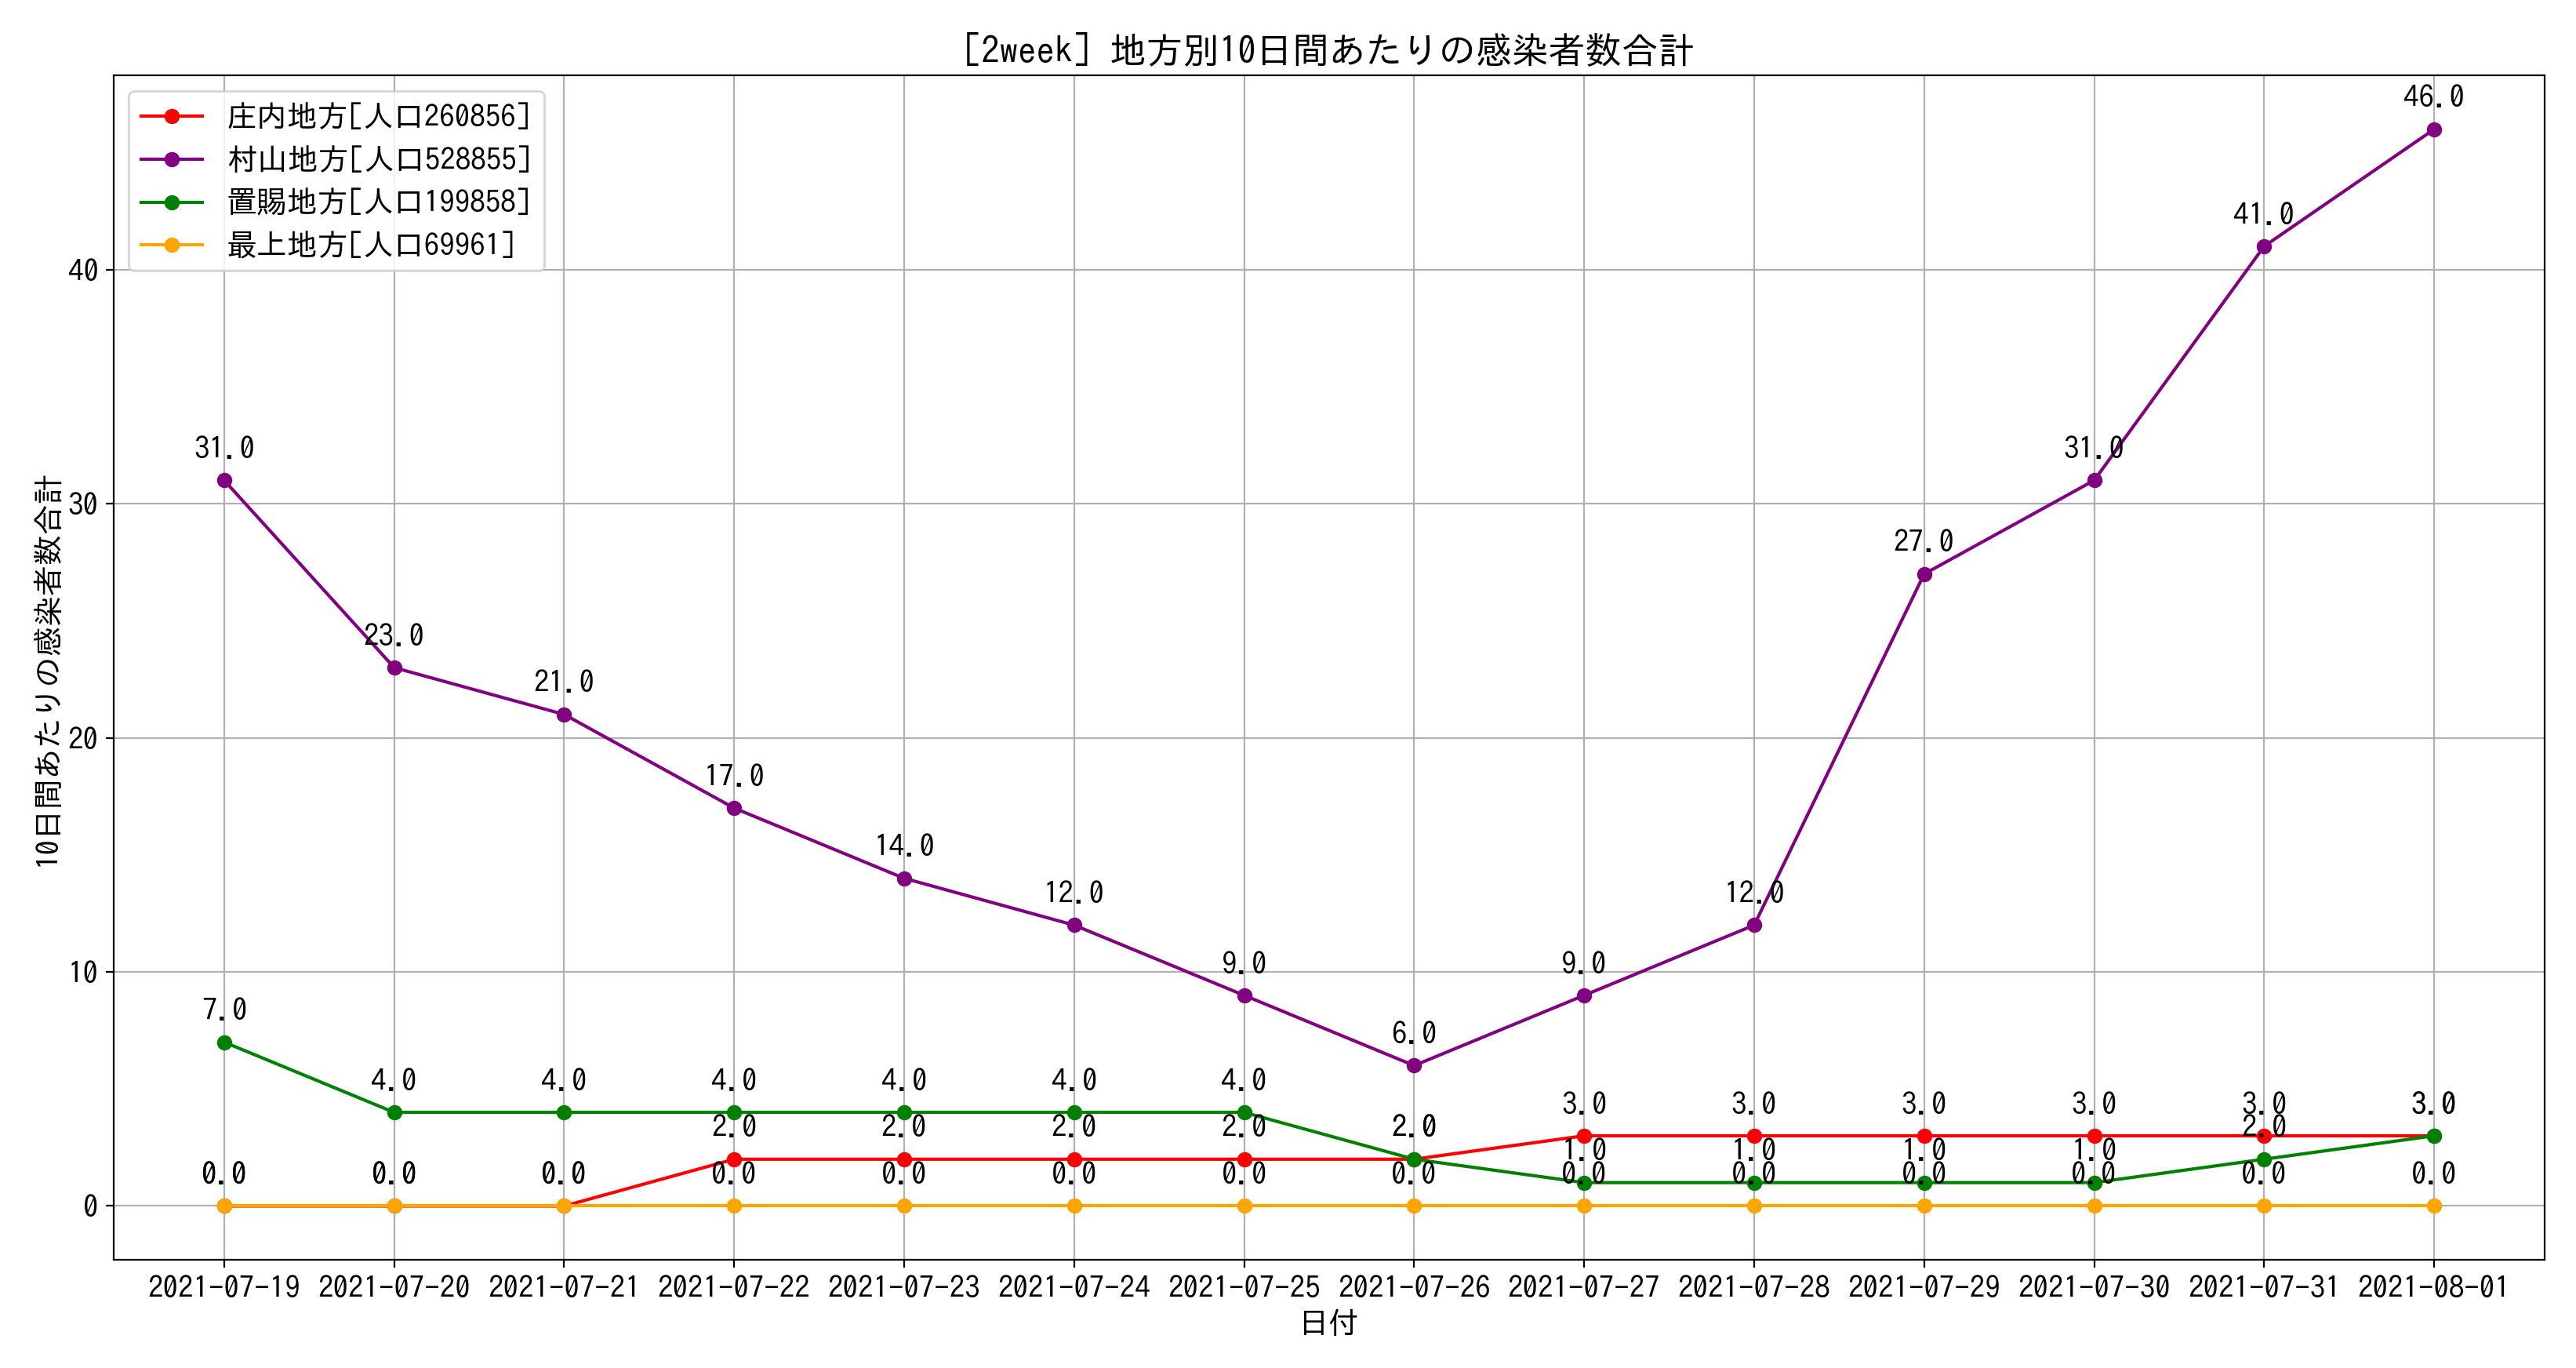 [2week] 地方別10日間あたりの感染者数合計
庄内地方[人口260856]
村山地方[人口528855]
置賜地方[人口199858]
最上地方[人口69961]
10日間あたりの感染者数合計
40
30
20
10
0
31.0 23.0 21.0 17.0 14.0 12.0 9.0 6.0 9.0 12.0 27.0 31.0 41.0 46.0
7.0 4.0 4.0 4.0 4.0 4.0 4.0 2.0 1.0 1.0 1.0 1.0 2.0 3.0
0.0 0.0 0.0 2.0 2.0 2.0 2.0 2.0 3.0 3.0 3.0 3.0 3.0 3.0
0.0 0.0 0.0 0.0 0.0 0.0 0.0 0.0 0.0 0.0 0.0 0.0 0.0 0.0
2021-07-19 2021-07-20 2021-07-21 2021-07-22 2021-07-23 2021-07-24 2021-07-25 2021-07-26 2021-07-27 2021-07-28 2021-07-29 2021-07-30 2021-07-31 2021-08-01
日付